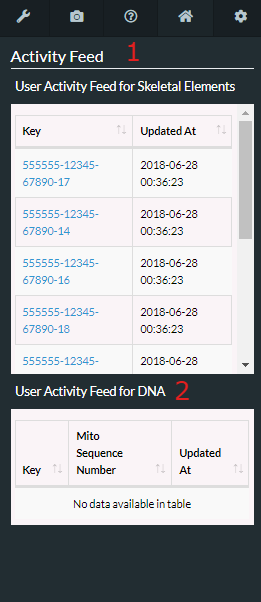 Activity Feed 1
User Activity Feed for Skeletal Elements
Key Updated At
555555-12345- 2018-06-28
67890-17 00:36:23
555555-12345- 2018-06-28
67890-14 00:36:23
555555-12345- 2018-06-28
67890-16 00:36:23
555555-12345- 2018-06-28
67890-18 00:36:23
555555-12345- 2018-06-28
User Activity Feed for DNA 2
Mito
Sequence Updated
Key Number At
No data available in table